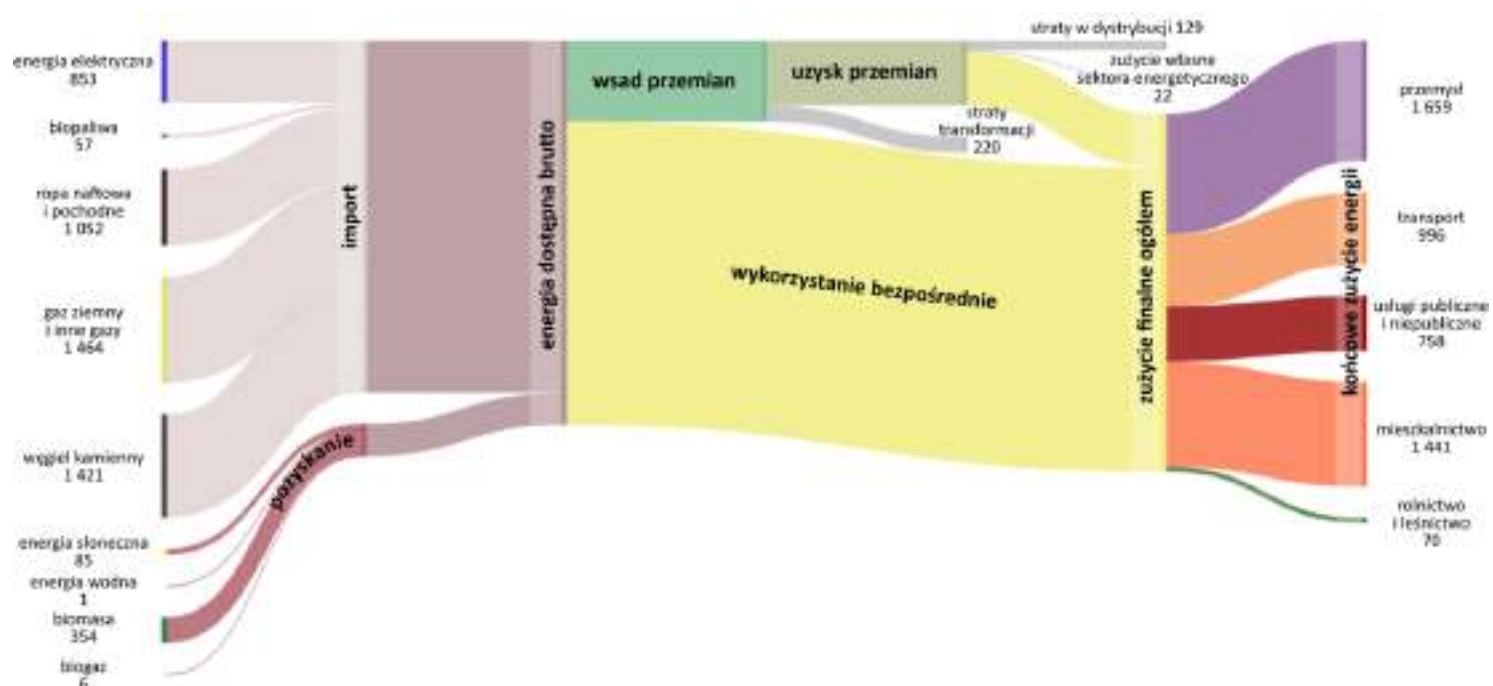 energia elektryczna
853
biopaliwa
57
ropa naftowa
i pochodne
1 052
gaz ziemny
i inne gazy
1 464
węgiel kamienny
1 421
energia słoneczna
85
energia wodna
1
biomasa
354
biogaz
6
import
pozyskanie
energia dostępna brutto
wsad przemian
uzysk przemian
straty w dystrybucji 129
zużycie własne
sektora energetycznego
22
straty
transformacji
220
wykorzystanie bezpośrednie
zużycie finalne ogółem
końcowe zużycie energii
przemysł
1 659
transport
996
usługi publiczne
i niepubliczne
758
mieszkalnictwo
1 441
rolnictwo
i leśnictwo
70